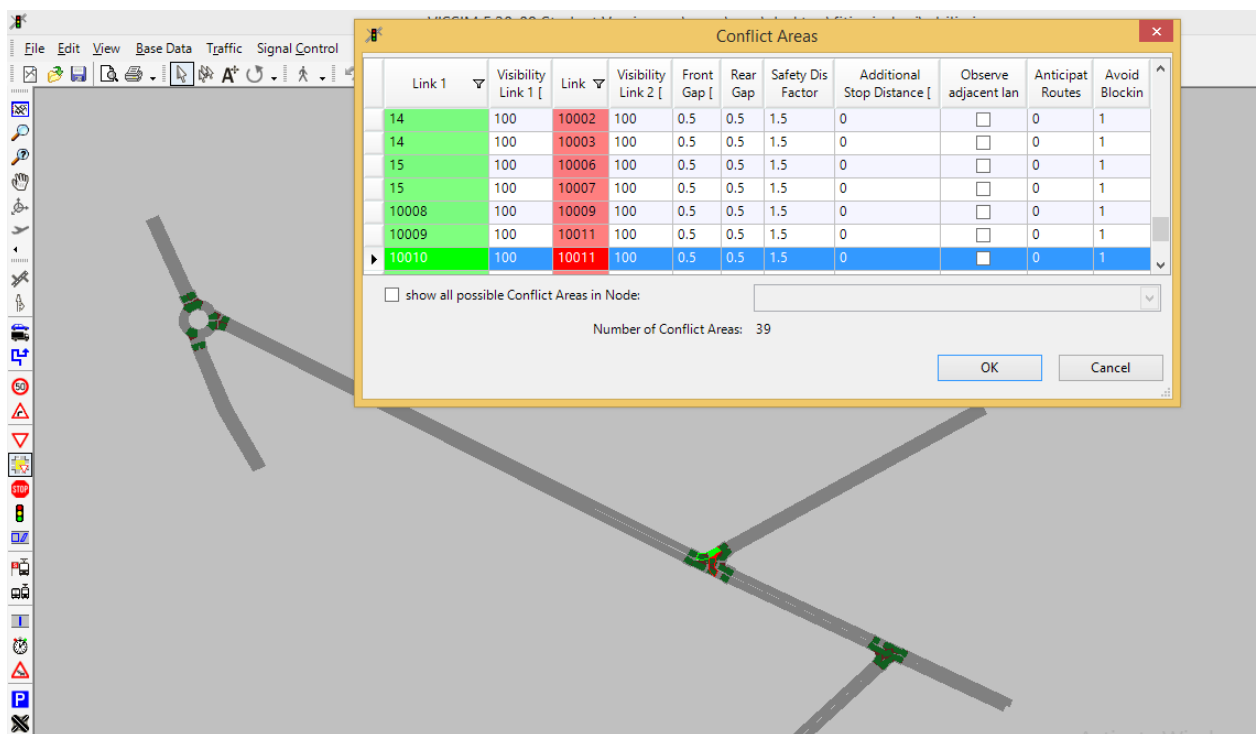 Conflict Areas
File Edit View Base Data Traffic Signal Control
Link 1 Visibility Link 1 [ Link Visibility Link 2 [ Front Gap [ Rear Gap Safety Dis Factor Additional Stop Distance [ Observe adjacent lan Anticipat Routes Avoid Blockin
14 100 10002 100 0.5 0.5 1.5 0 0 1
14 100 10003 100 0.5 0.5 1.5 0 0 1
15 100 10006 100 0.5 0.5 1.5 0 0 1
15 100 10007 100 0.5 0.5 1.5 0 0 1
10008 100 10009 100 0.5 0.5 1.5 0 0 1
10009 100 10011 100 0.5 0.5 1.5 0 0 1
10010 100 10011 100 0.5 0.5 1.5 0 0 1
show all possible Conflict Areas in Node:
Number of Conflict Areas: 39
OK Cancel
50
STOP
P